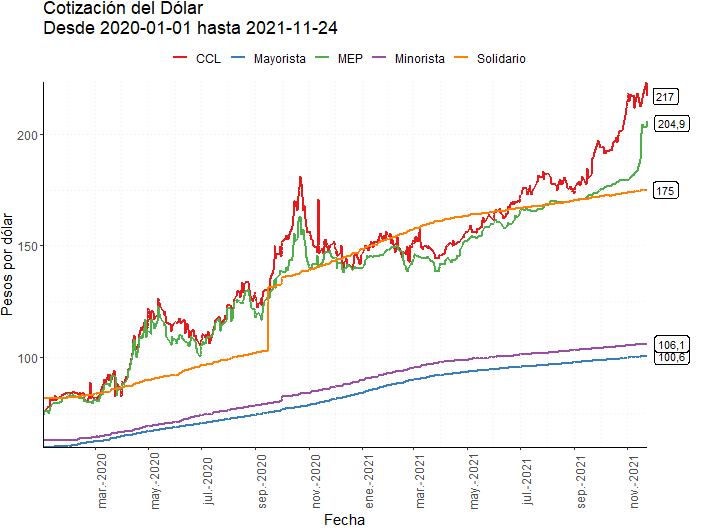 Cotización del Dólar
Desde 2020-01-01 hasta 2021-11-24
CCL Mayorista MEP Minorista Solidario
Pesos por dólar
200
150
100
217
204,9
175
106,1
100,6
mar.-2020
may.-2020
jul.-2020
sep.-2020
nov.-2020
ene.-2021
mar.-2021
may.-2021
jul.-2021
sep.-2021
nov.-2021
Fecha